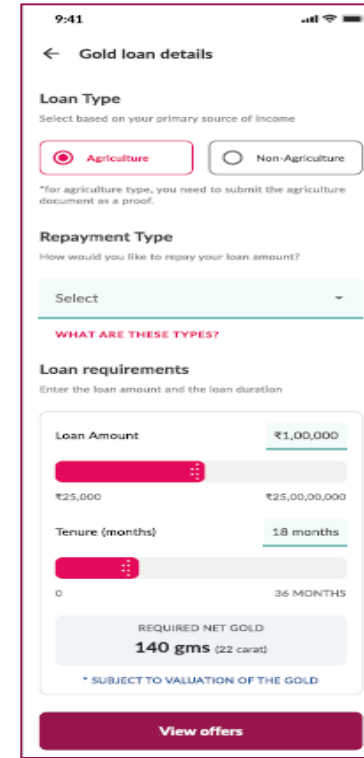 9:41
Gold loan details
Loan Type
Select based on your primary source of Income
Agriculture
Non-Agriculture
*for agriculture type, you need to submit the agriculture
document as a proof.
Repayment Type
How would you like to repay your loan amount?
Select
WHAT ARE THESE TYPES?
Loan requirements
Enter the loan amount and the loan duration
Loan Amount
₹1,00,000
₹25,000
₹25,00,00,000
Tenure (months)
18 months
0
36 MONTHS
REQUIRED NET GOLD
140 gms (22 carat)
* SUBJECT TO VALUATION OF THE GOLD
View offers